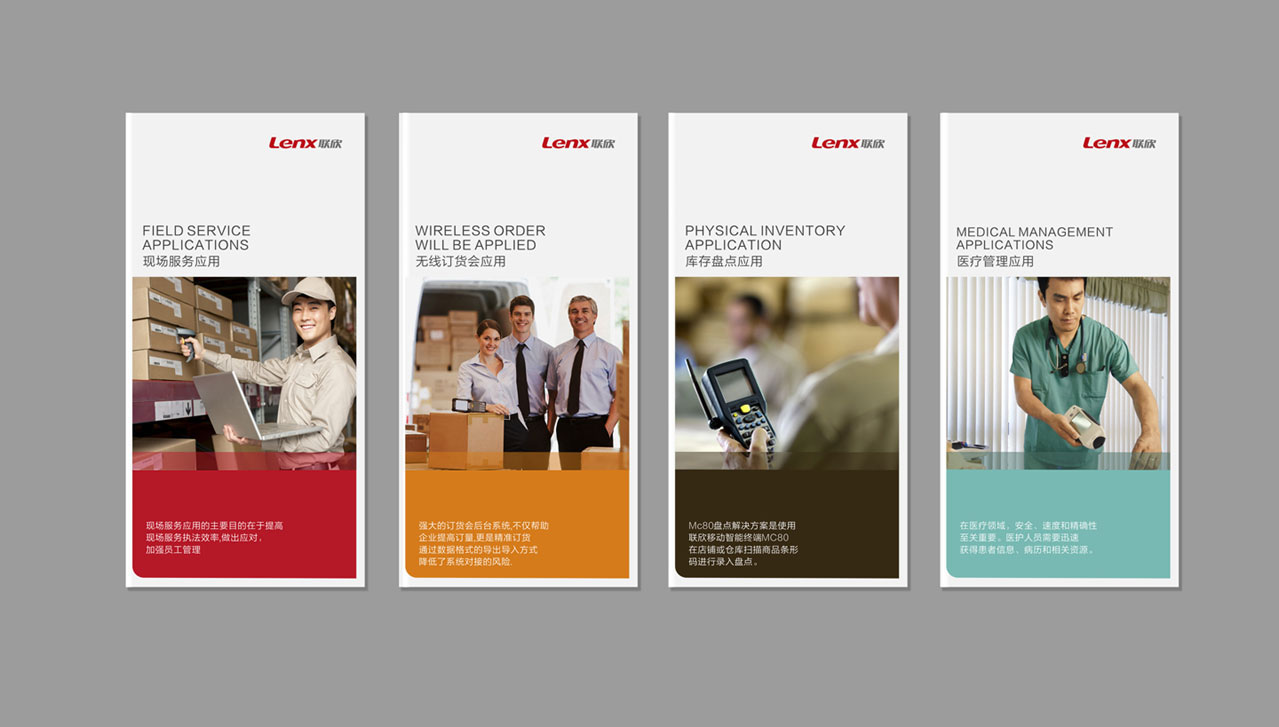 Lenx联欣
FIELD SERVICE
APPLICATIONS
现场服务应用
现场服务应用的主要目的在于提高
现场服务执法效率,做出应对,
加强员工管理
Lenx联欣
WIRELESS ORDER
WILL BE APPLIED
无线订货会应用
强大的订货会后台系统,不仅帮助
企业提高订量,更是精准订货
通过数据格式的导出导入方式
降低了系统对接的风险.
Lenx联欣
PHYSICAL INVENTORY
APPLICATION
库存盘点应用
Mc80盘点解决方案是使用
联欣移动智能终端MC80
在店铺或仓库扫描商品条形
码进行录入盘点。
Lenx联欣
MEDICAL MANAGEMENT
APPLICATIONS
医疗管理应用
在医疗领域，安全、速度和精确性
至关重要。医护人员需要迅速
获得患者信息、病历和相关资源。